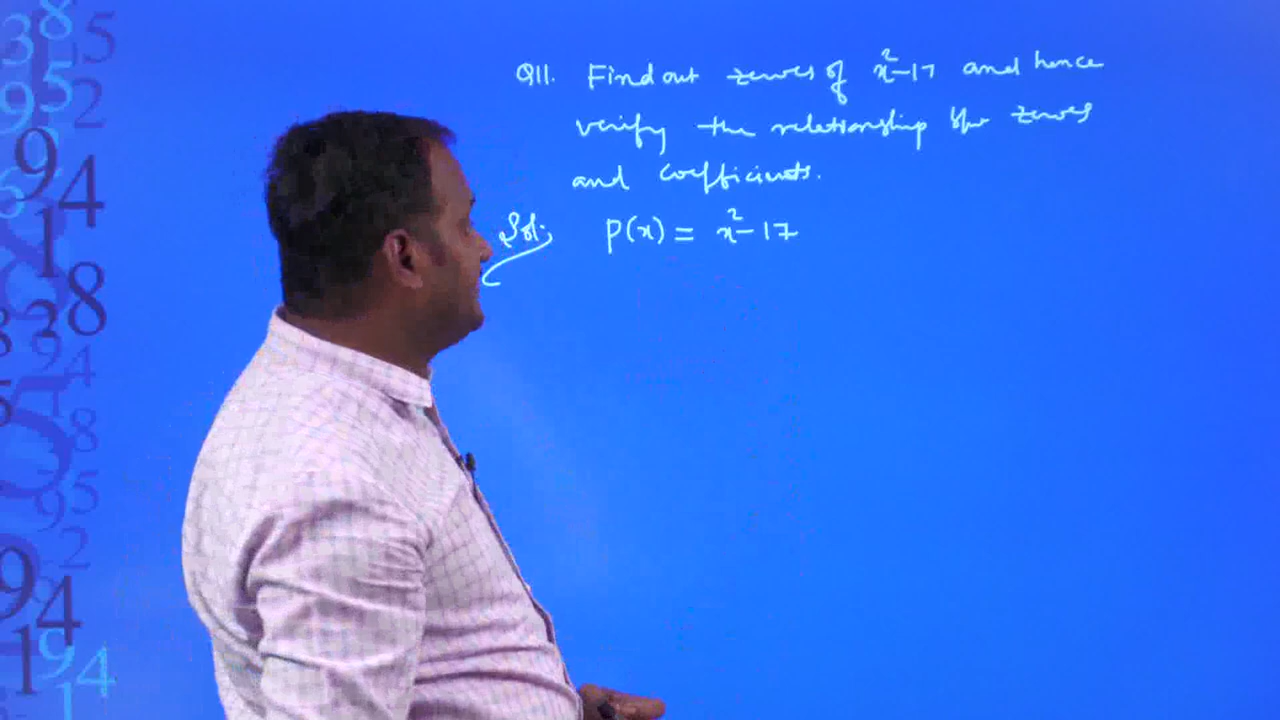 Q11. Find out zeroes of x²-17 and hence
verify the relationship b/w zeroes
and coefficients.
Sol. P(x) = x²-17